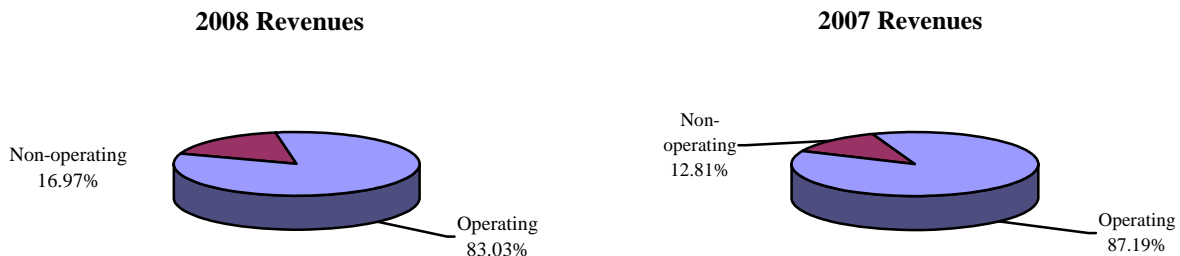 2008 Revenues
Non-operating
16.97%
Operating
83.03%
2007 Revenues
Non-
operating
12.81%
Operating
87.19%